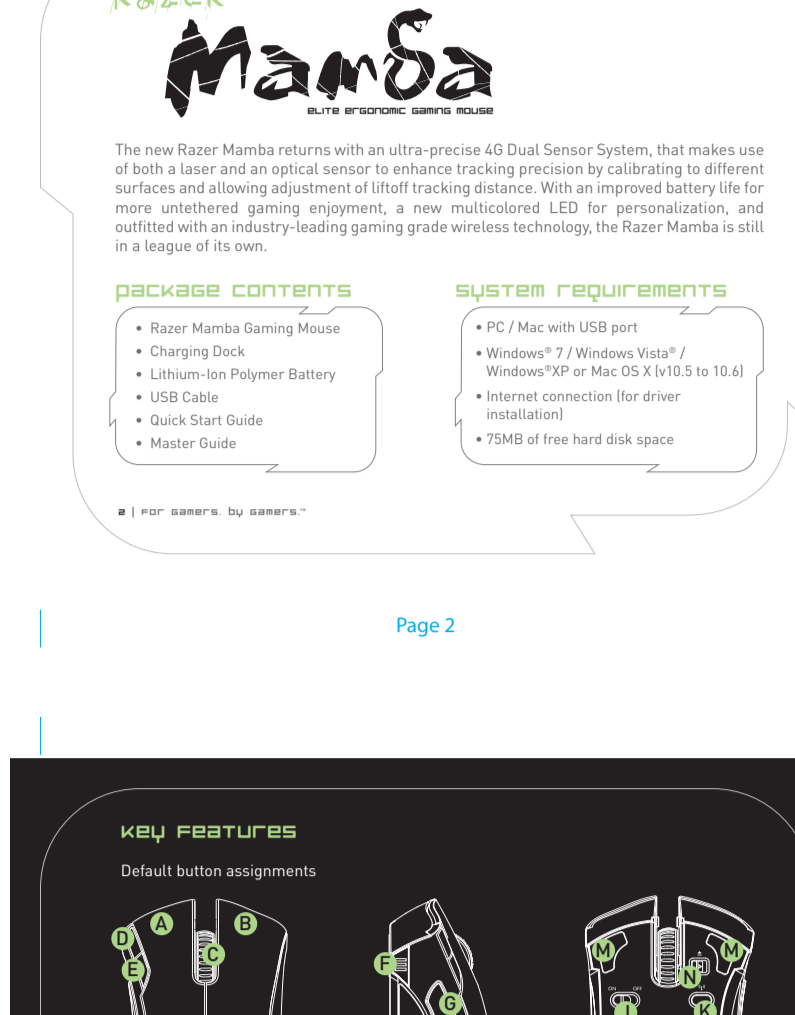 RAZER
Mamba
ELITE ERGONOMIC GAMING MOUSE
The new Razer Mamba returns with an ultra-precise 4G Dual Sensor System, that makes use
of both a laser and an optical sensor to enhance tracking precision by calibrating to different
surfaces and allowing adjustment of liftoff tracking distance. With an improved battery life for
more untethered gaming enjoyment, a new multicolored LED for personalization, and
outfitted with an industry-leading gaming grade wireless technology, the Razer Mamba is still
in a league of its own.
PACKAGE CONTENTS
• Razer Mamba Gaming Mouse
• Charging Dock
• Lithium-Ion Polymer Battery
• USB Cable
• Quick Start Guide
• Master Guide
SYSTEM REQUIREMENTS
• PC / Mac with USB port
• Windows® 7 / Windows Vista® /
Windows®XP or Mac OS X (v10.5 to 10.6)
• Internet connection (for driver
installation)
• 75MB of free hard disk space
2 | For gamers. by gamers.™
Page 2
KEY FEATURES
Default button assignments
A
B
C
D
E
F
G
M
M
N
ON OFF
J
K